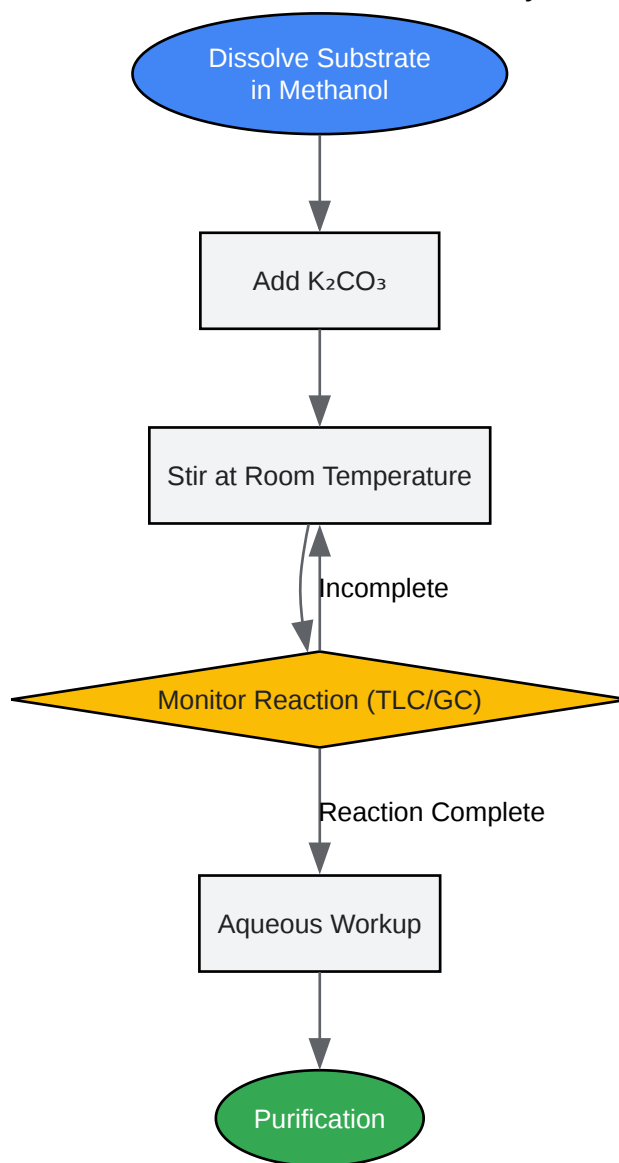 Dissolve Substrate
in Methanol
Add K₂CO₃
Stir at Room Temperature
Incomplete
Monitor Reaction (TLC/GC)
Reaction Complete
Aqueous Workup
Purification